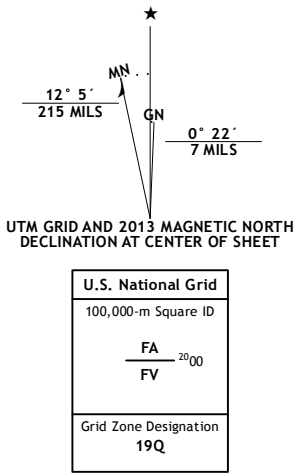 ★
MN
GN
12° 5´
215 MILS
0° 22´
7 MILS
UTM GRID AND 2013 MAGNETIC NORTH
DECLINATION AT CENTER OF SHEET
U.S. National Grid
100,000-m Square ID
FA
2000
FV
Grid Zone Designation
19Q